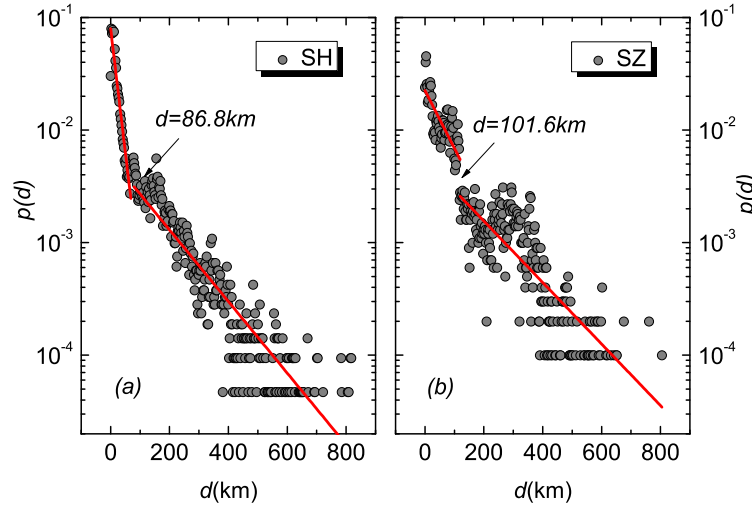 10^-1
10^-1
SH
SZ
10^-2
10^-2
d=86.8km
d=101.6km
p(d)
p(d)
10^-3
10^-3
10^-4
10^-4
(a)
(b)
0 200 400 600 800
0 200 400 600 800
d(km)
d(km)